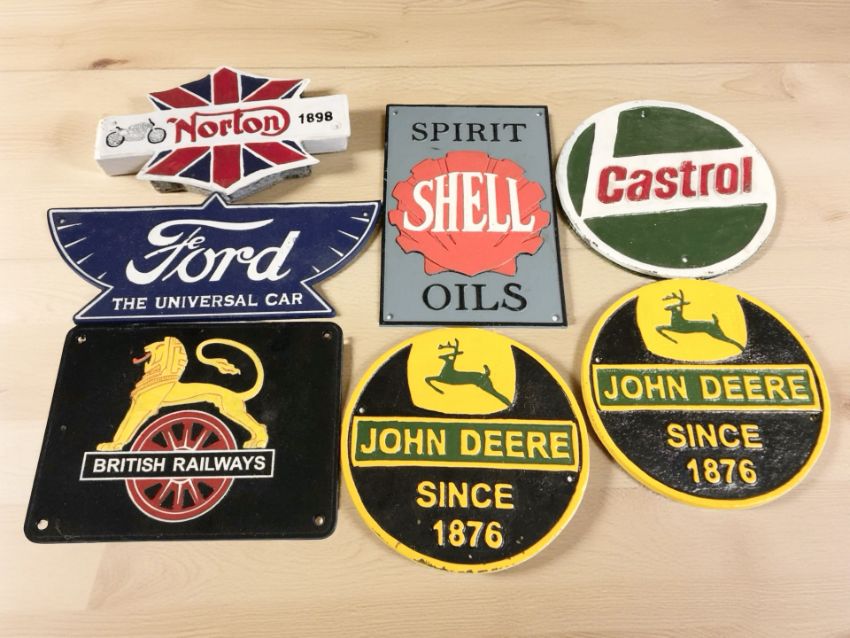 Norton 1898
SPIRIT
SHELL
OILS
Castrol
Ford
THE UNIVERSAL CAR
BRITISH RAILWAYS
JOHN DEERE
SINCE
1876
JOHN DEERE
SINCE
1876